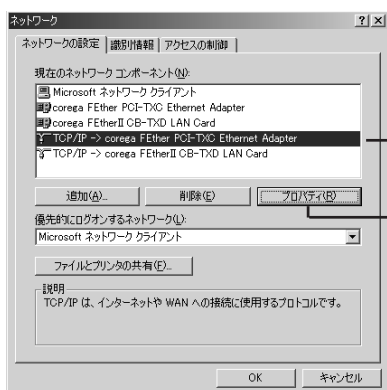 ネットワーク
ネットワークの設定 識別情報 アクセスの制御
現在のネットワーク コンポーネント(N):
Microsoft ネットワーク クライアント
corega FEther PCI-TXC Ethernet Adapter
corega FEtherII CB-TXD LAN Card
TCP/IP -> corega FEther PCI-TXC Ethernet Adapter
TCP/IP -> corega FEtherII CB-TXD LAN Card
追加(A)... 削除(E) プロパティ(R)
優先的にログオンするネットワーク(L):
Microsoft ネットワーク クライアント
ファイルとプリンタの共有(F)...
説明
TCP/IP は、インターネットや WAN への接続に使用するプロトコルです。
OK キャンセル